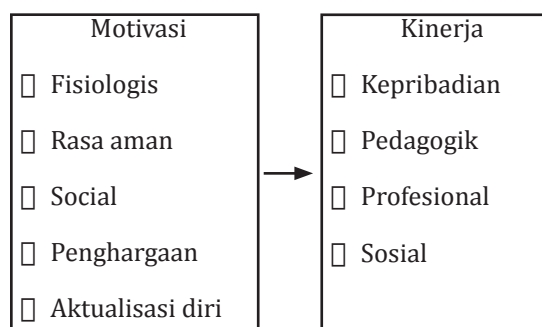 Motivasi
Fisiologis
Rasa aman
Social
Penghargaan
Aktualisasi diri
Kinerja
Kepribadian
Pedagogik
Profesional
Sosial